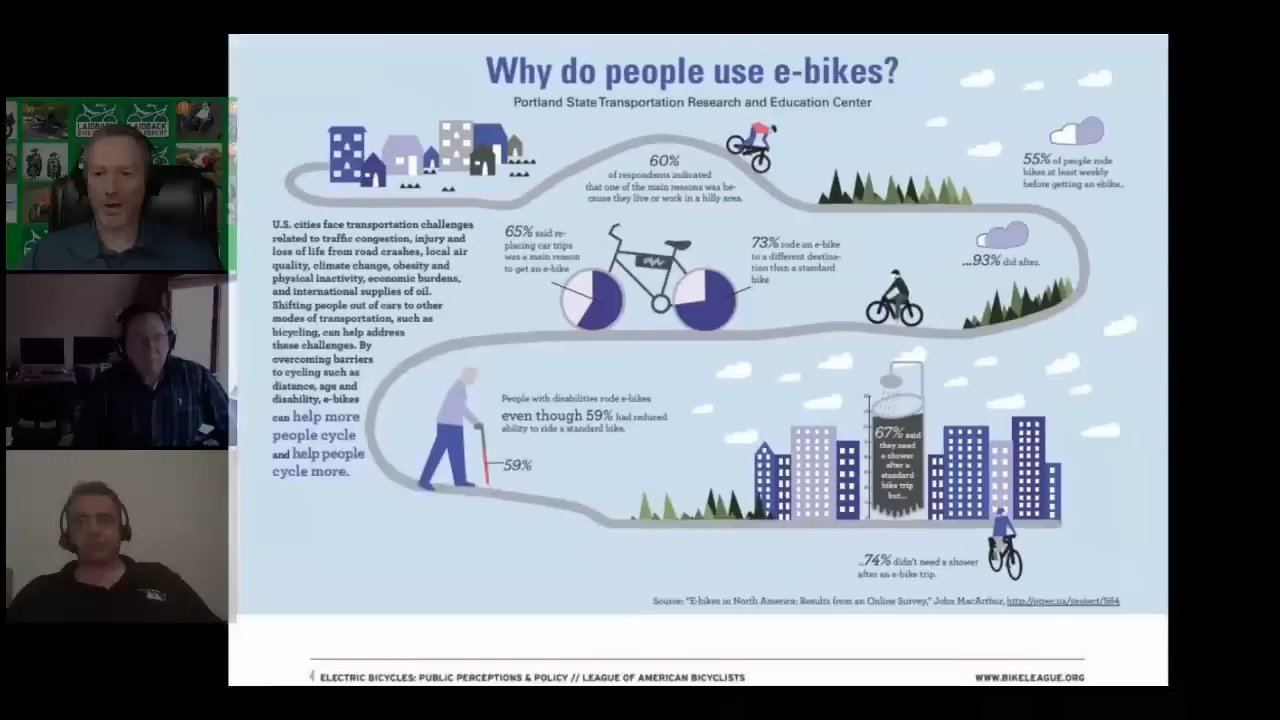 Why do people use e-bikes?
Portland State Transportation Research and Education Center
60%
of respondents indicated
that one of the main reasons was be-
cause they live or work in a hilly area.
55% of people rode
bikes at least weekly
before getting an ebike..
...93% did after.
U.S. cities face transportation challenges
related to traffic congestion, injury and
loss of life from road crashes, local air
quality, climate change, obesity and
physical inactivity, economic burdens,
and international supplies of oil.
Shifting people out of cars to other
modes of transportation, such as
bicycling, can help address
these challenges. By
overcoming barriers
to cycling such as
distance, age and
disability, e-bikes
can help more
people cycle
and help people
cycle more.
65% said re-
placing car trips
was a main reason
to get an e-bike
73% rode an e-bike
to a different destina-
tion than a standard
bike
People with disabilities rode e-bikes
even though 59% had reduced
ability to ride a standard bike.
59%
67% said
they need
a shower
after a
standard
bike trip
but...
...74% didn't need a shower
after an e-bike trip.
Source: "E-bikes in North America: Results from an Online Survey," John MacArthur,
ELECTRIC BICYCLES: PUBLIC PERCEPTIONS & POLICY // LEAGUE OF AMERICAN BICYCLISTS
WWW.BIKELEAGUE.ORG
LAIDBACK
LAIDBACK